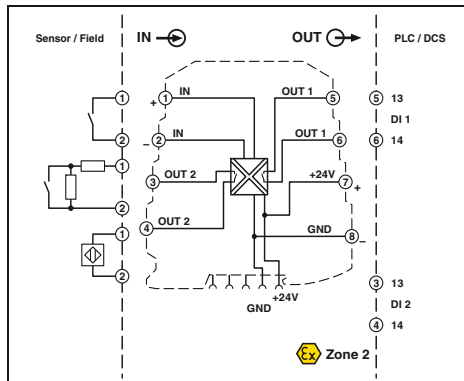 Sensor / Field IN OUT PLC / DCS
1 + 1 IN OUT 1 5 5 13
DI 1
2 − 2 IN OUT 1 6 6 14
1
3 OUT 2 +24V 7 +
2
4 OUT 2 GND 8 −
1
2
GND +24V
3 13
DI 2
4 14
Ex Zone 2